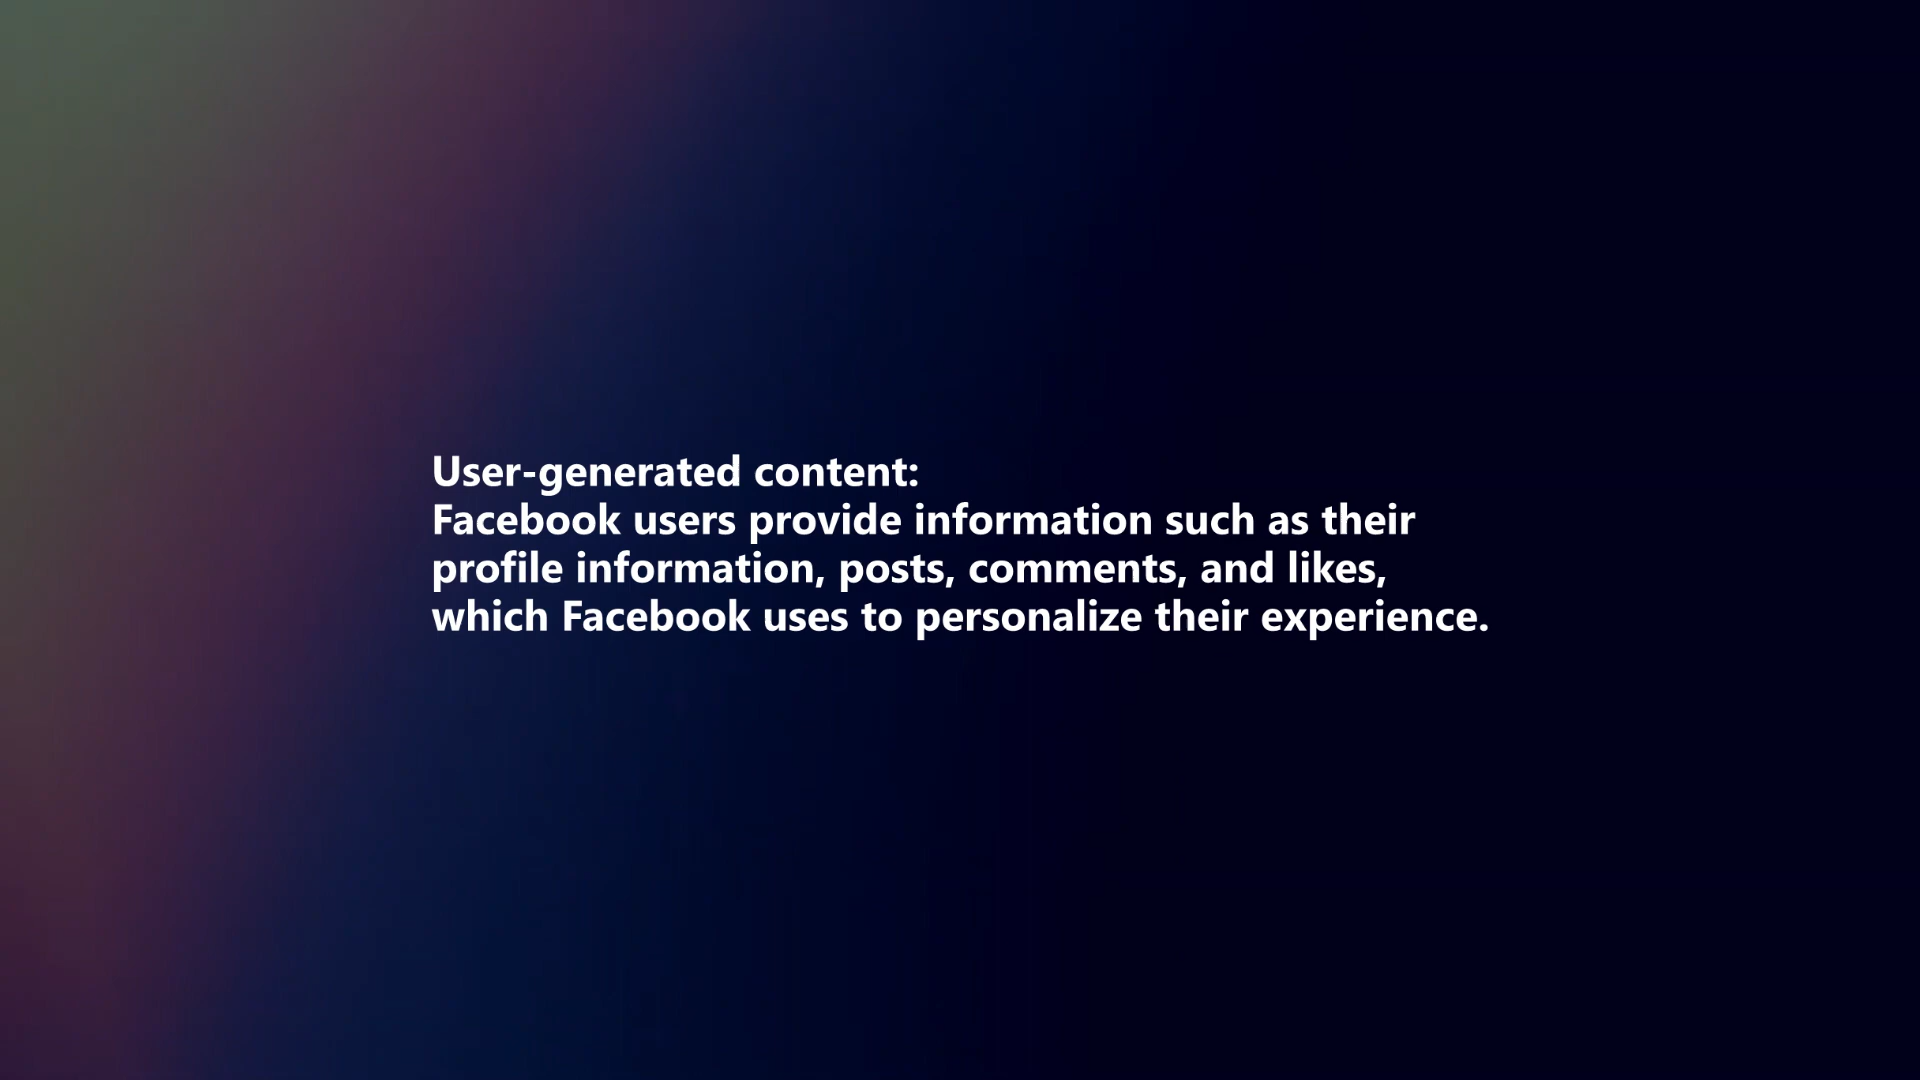 User-generated content:
Facebook users provide information such as their
profile information, posts, comments, and likes,
which Facebook uses to personalize their experience.